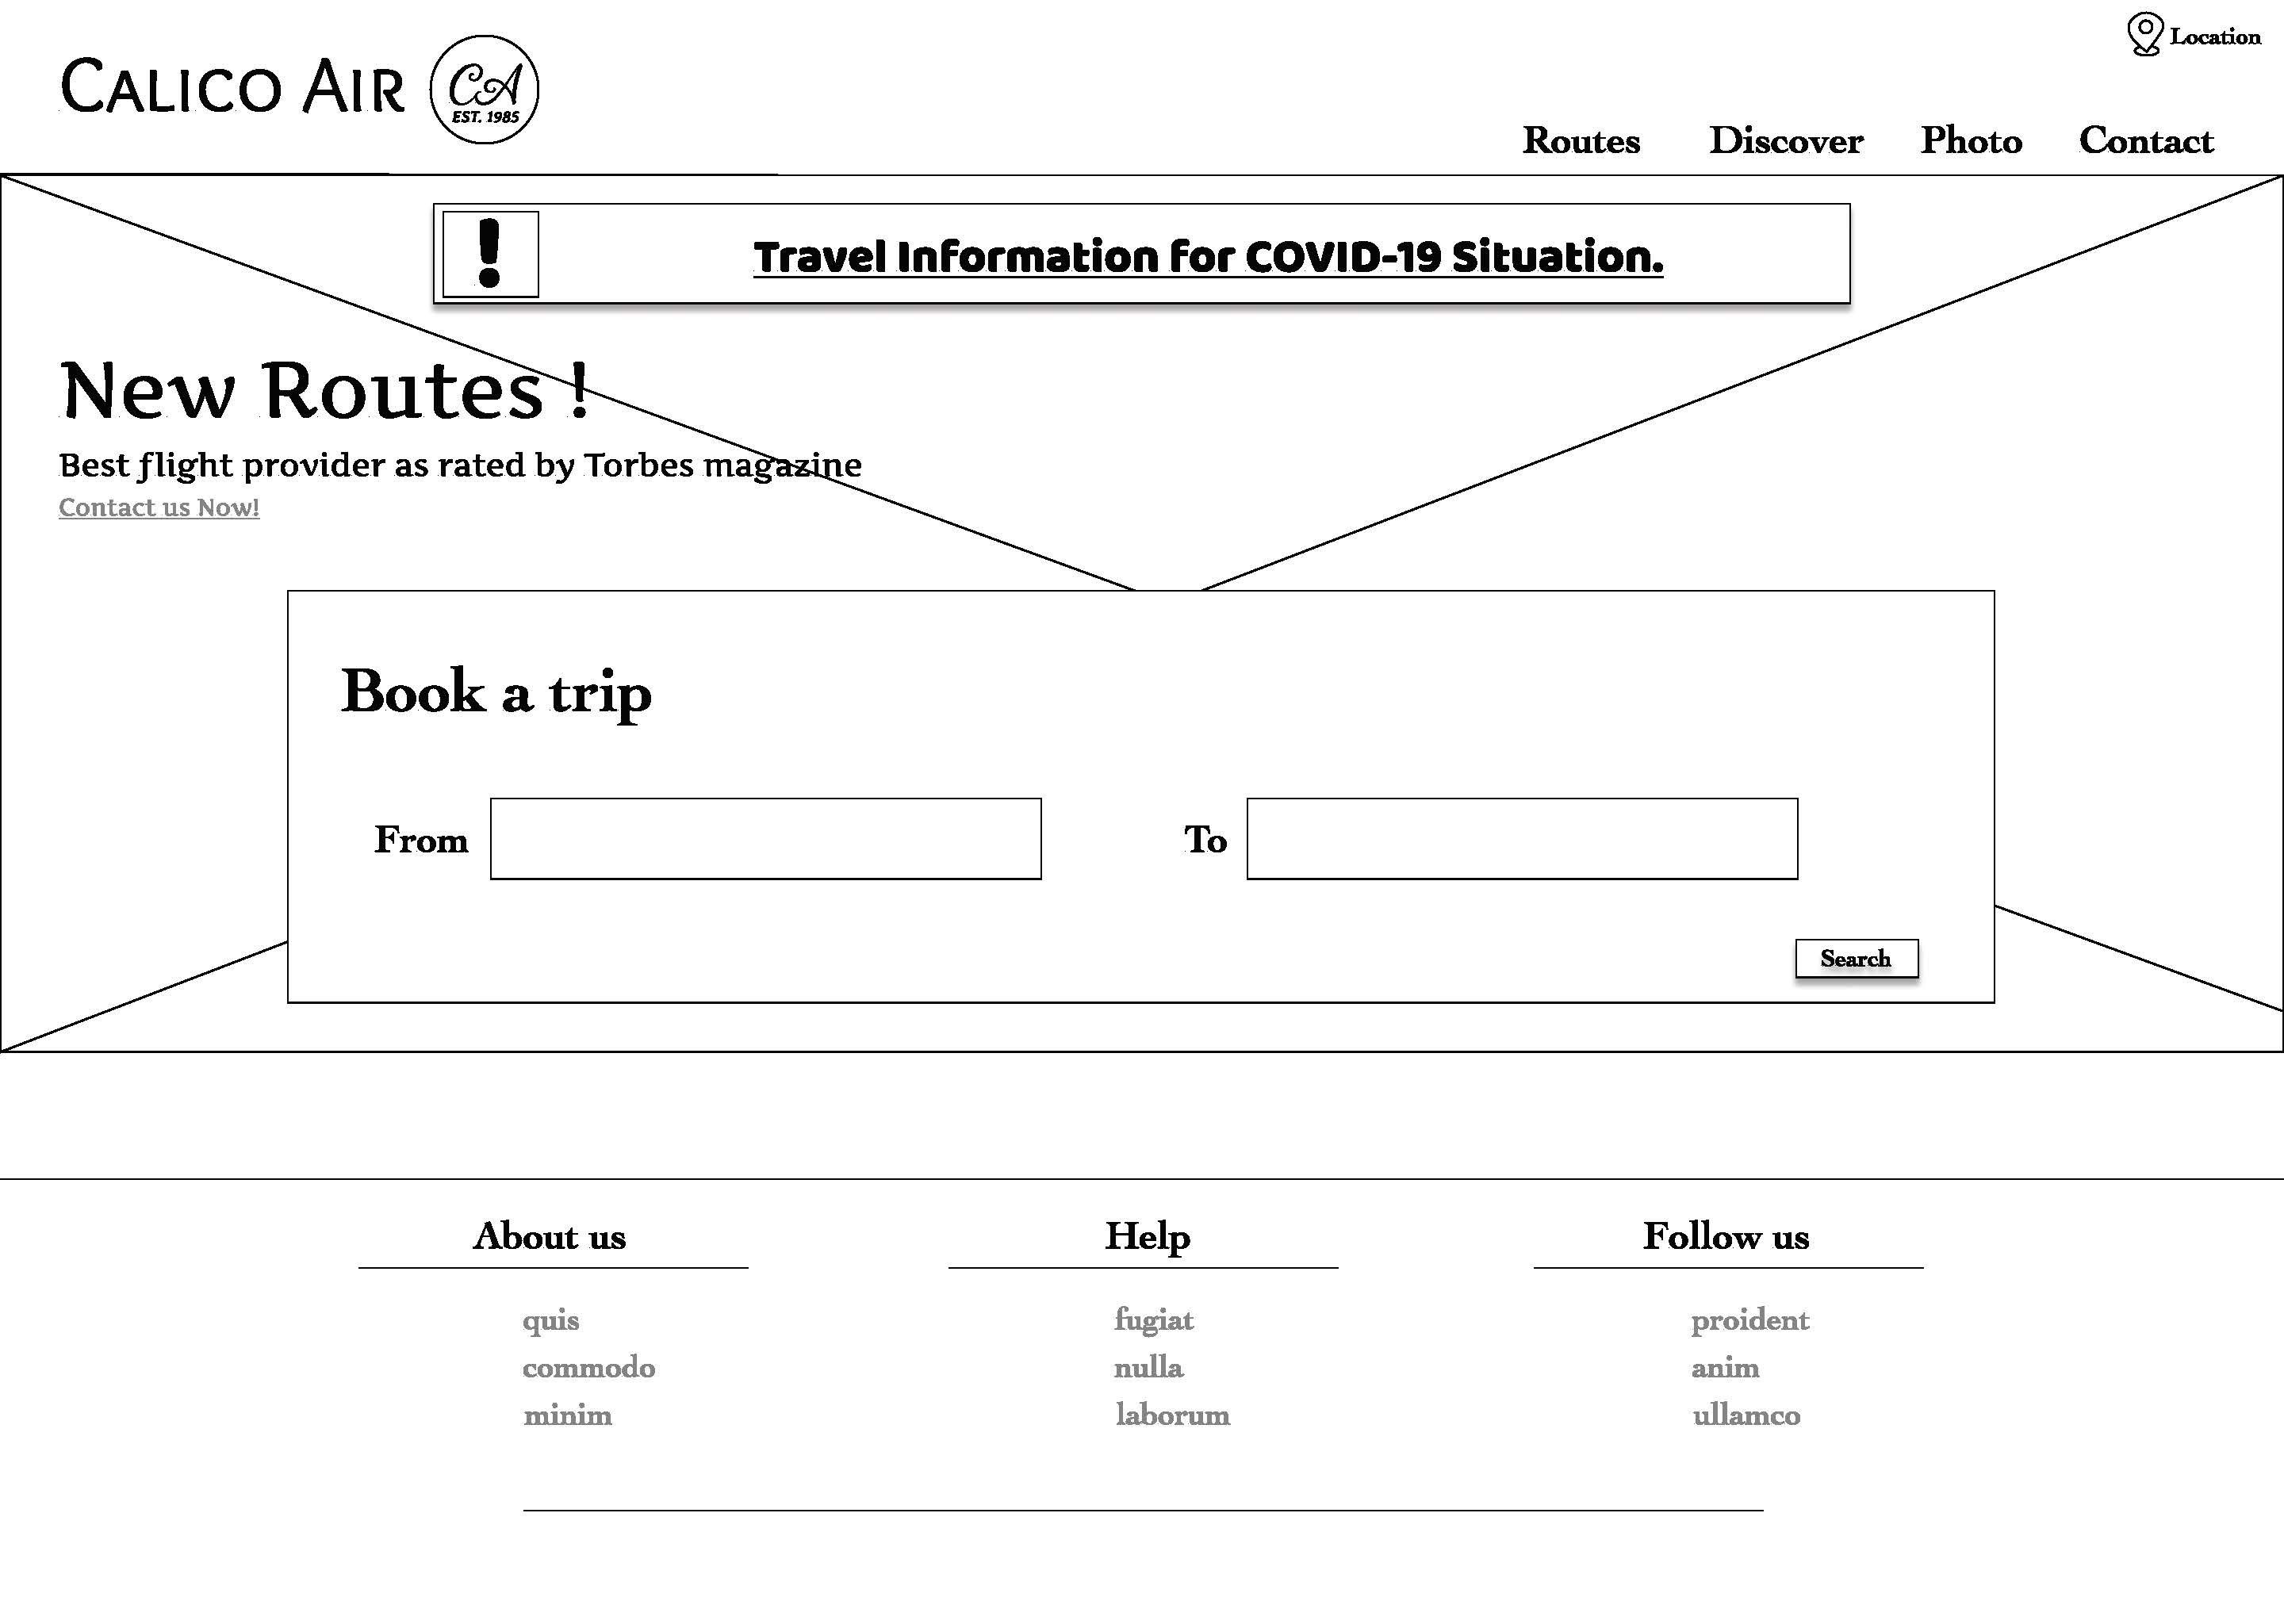 Location
CALICO AIR
CA
EST. 1985
Routes Discover Photo Contact
!
Travel Information for COVID-19 Situation.
New Routes !
Best flight provider as rated by Torbes magazine
Contact us Now!
Book a trip
From To
Search
About us Help Follow us
quis fugiat proident
commodo nulla anim
minim laborum ullamco